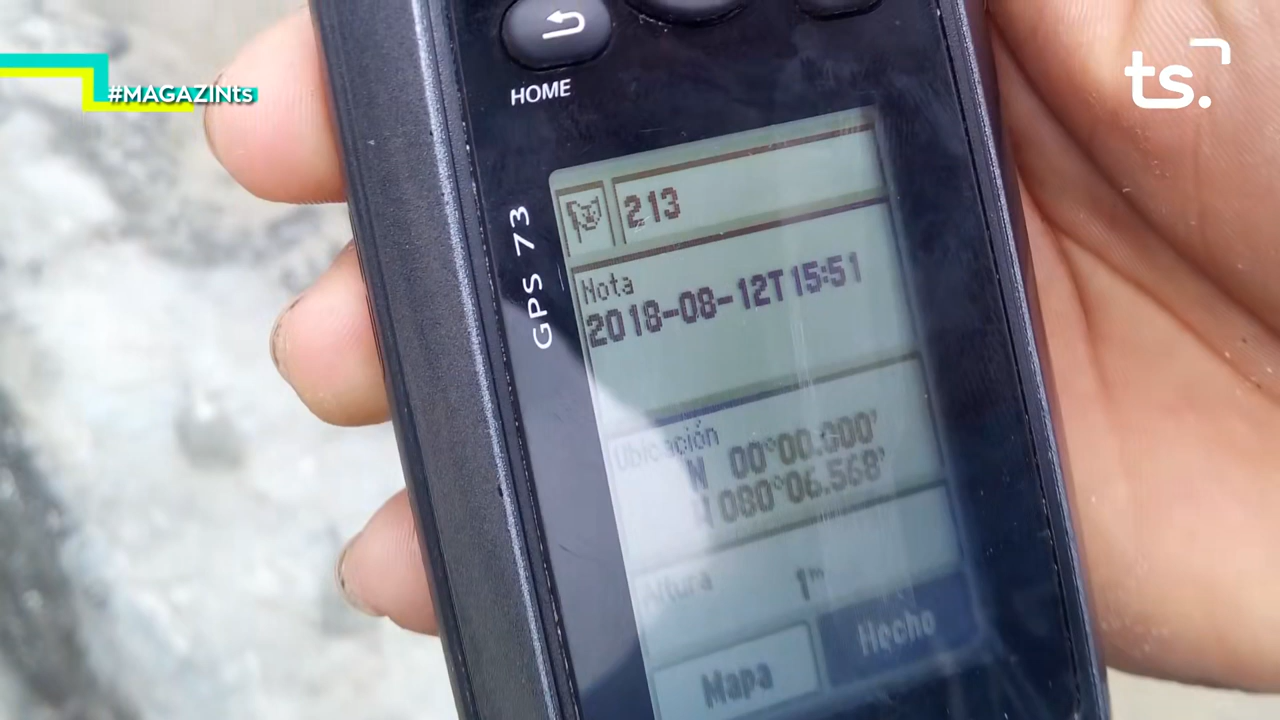 #MAGAZINts
ts.
HOME
GPS 73
213
Nota
2018-08-12T15:51
Ubicación
N 00°00.000'
080°06.568'
Altura 1m
Mapa
Hecho